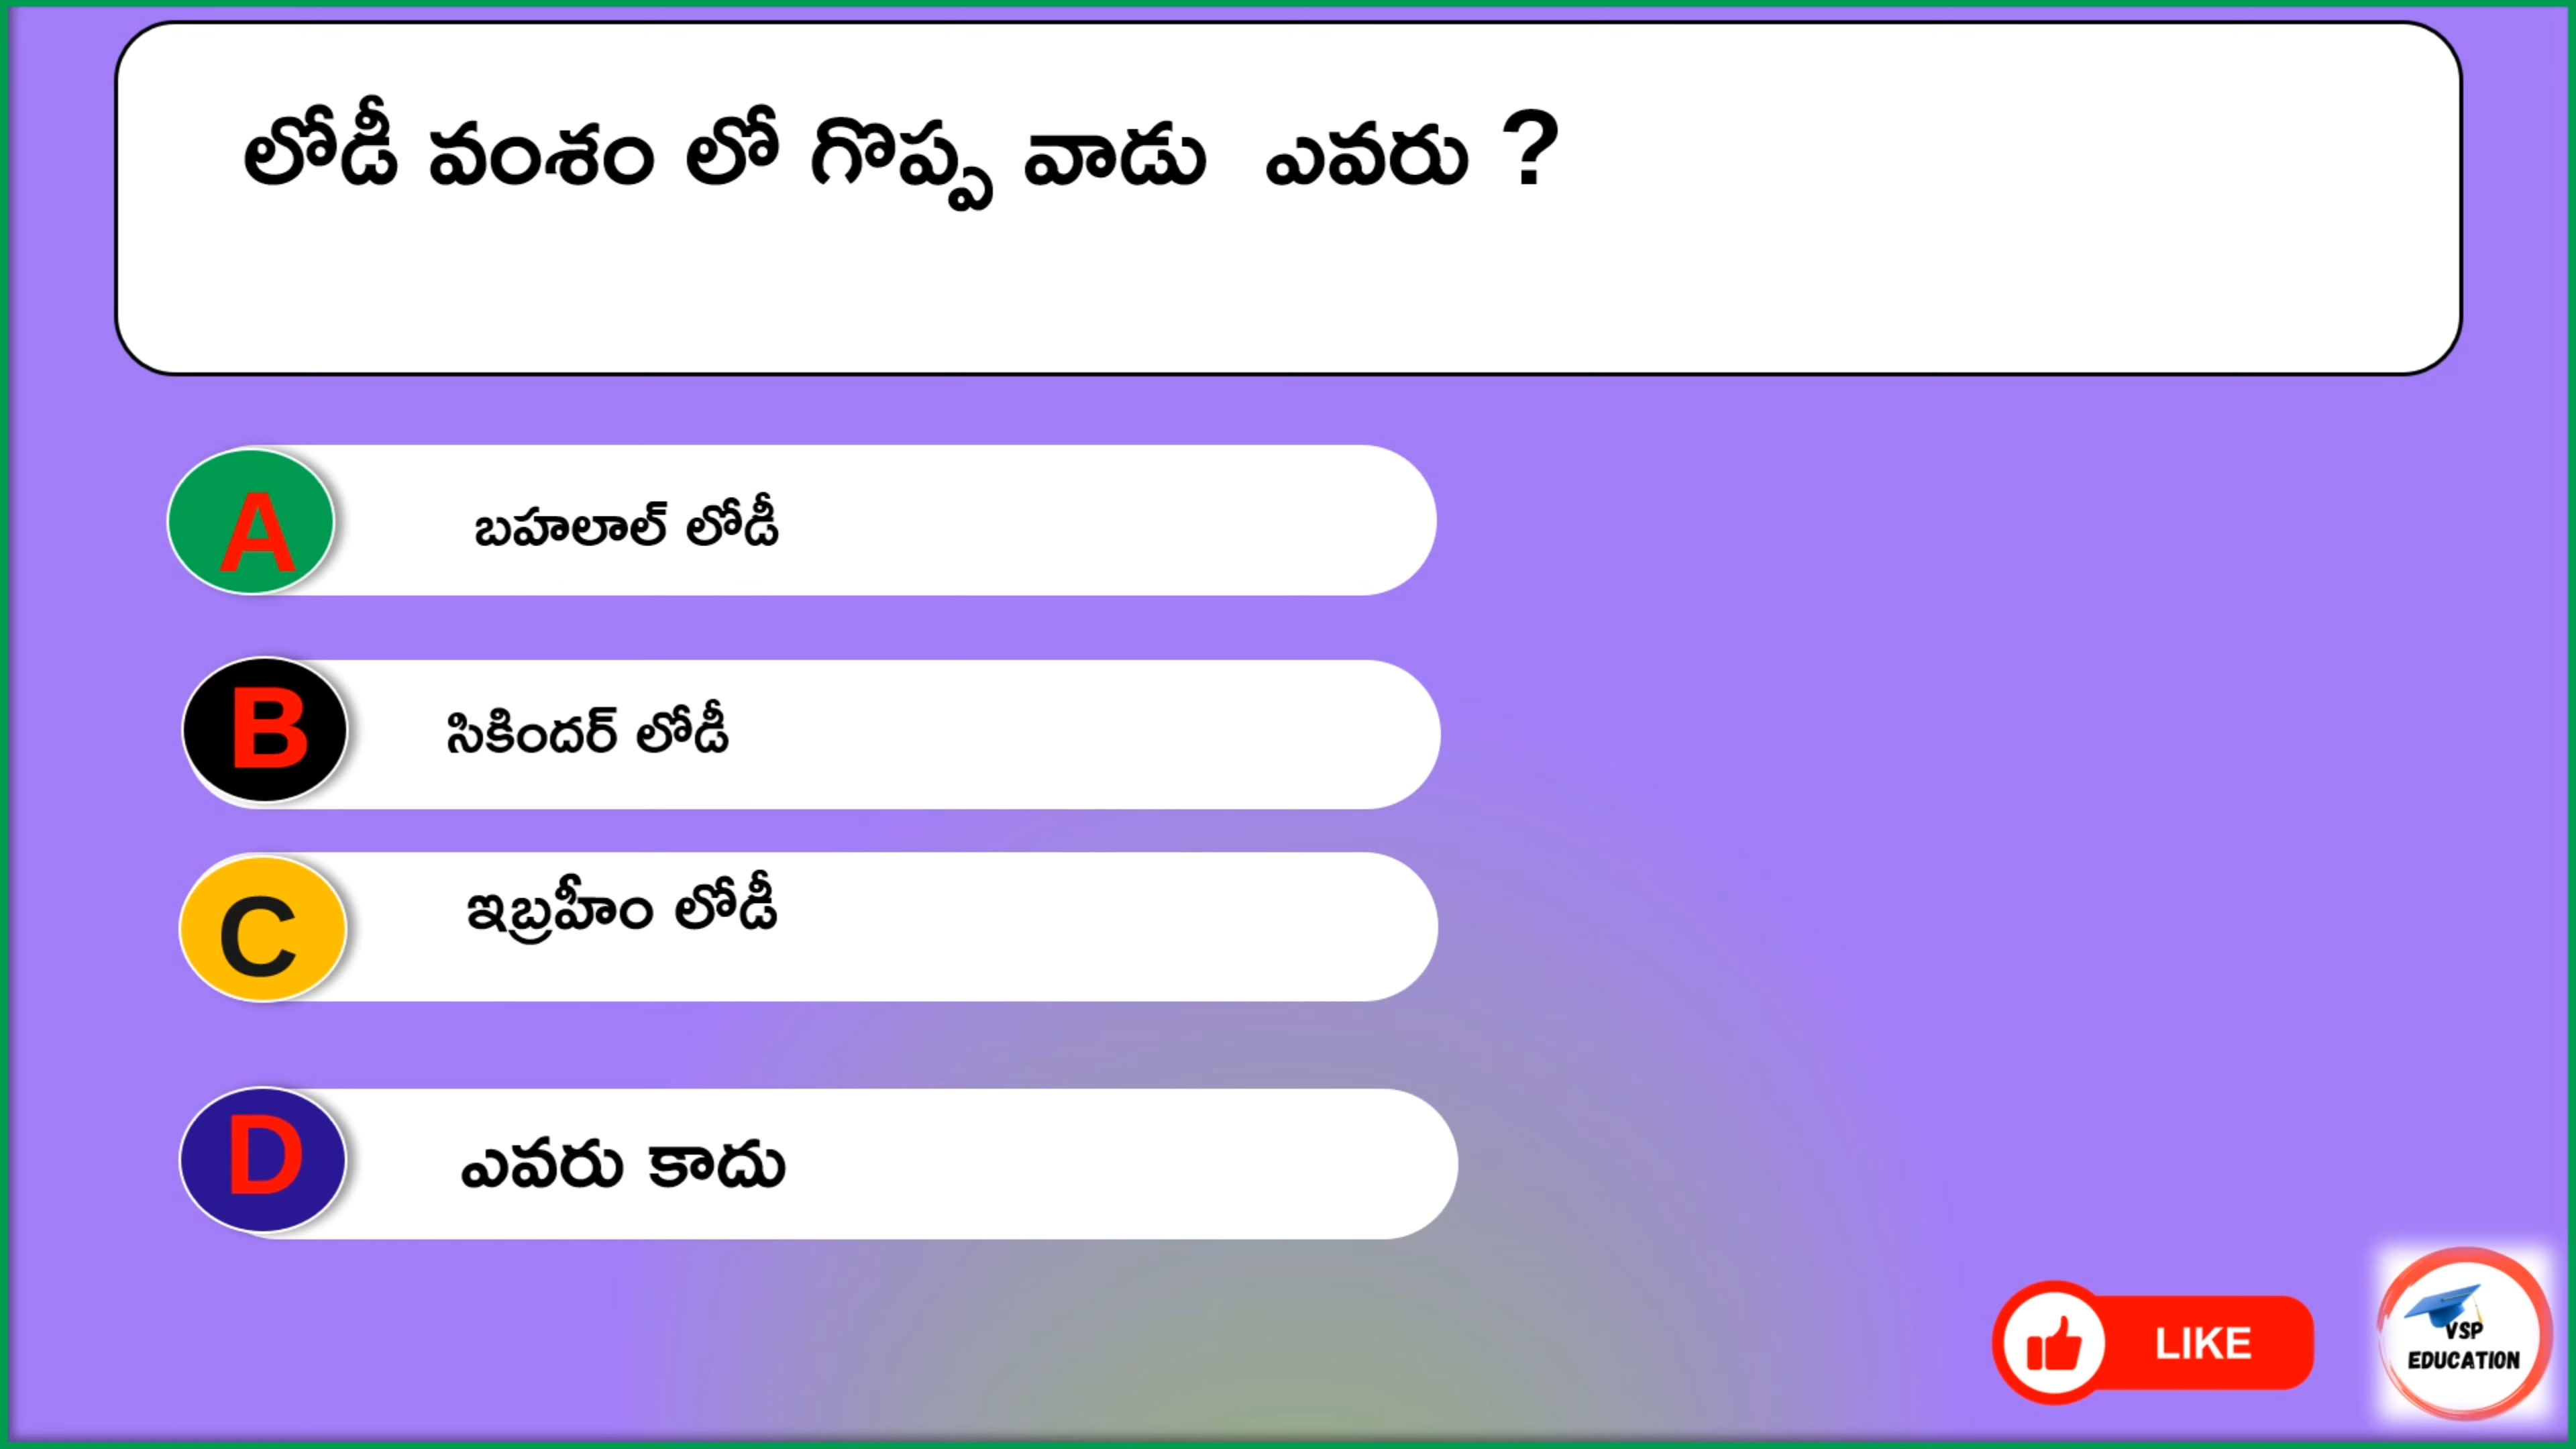 లోడీ వంశం లో గొప్ప వాడు ఎవరు ?
A
బహలాల్ లోడీ
B
సికిందర్ లోడీ
C
ఇబ్రహీం లోడీ
D
ఎవరు కాదు
LIKE
VSP
EDUCATION